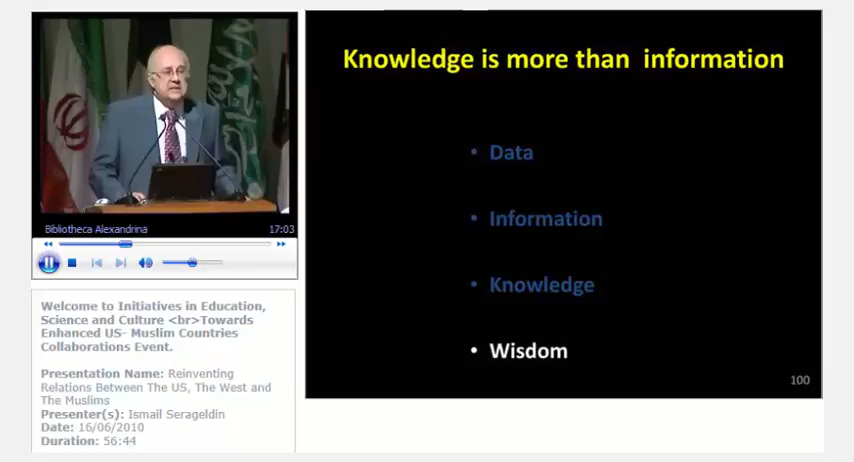 Knowledge is more than information
• Data
• Information
• Knowledge
• Wisdom
100
Bibliotheca Alexandrina 17:03
Welcome to Initiatives in Education,
Science and Culture <br>Towards
Enhanced US- Muslim Countries
Collaborations Event.
Presentation Name: Reinventing
Relations Between The US, The West and
The Muslims
Presenter(s): Ismail Serageldin
Date: 16/06/2010
Duration: 56:44